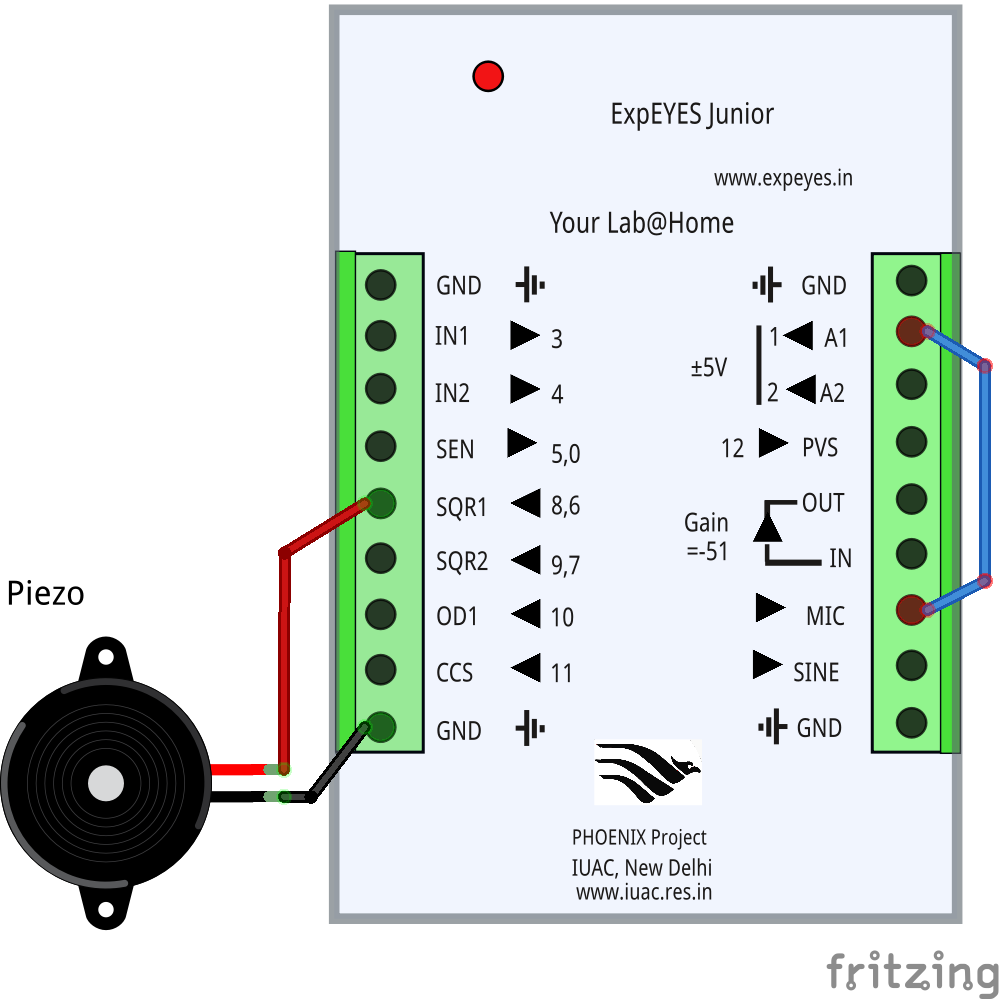 ExpEYES Junior
www.expeyes.in
Your Lab@Home
GND
IN1 3
IN2 4
SEN 5,0
SQR1 8,6
SQR2 9,7
OD1 10
CCS 11
GND
GND
1 A1
±5V
2 A2
12 PVS
OUT
Gain
=-51
IN
MIC
SINE
GND
Piezo
PHOENIX Project
IUAC, New Delhi
www.iuac.res.in
fritzing